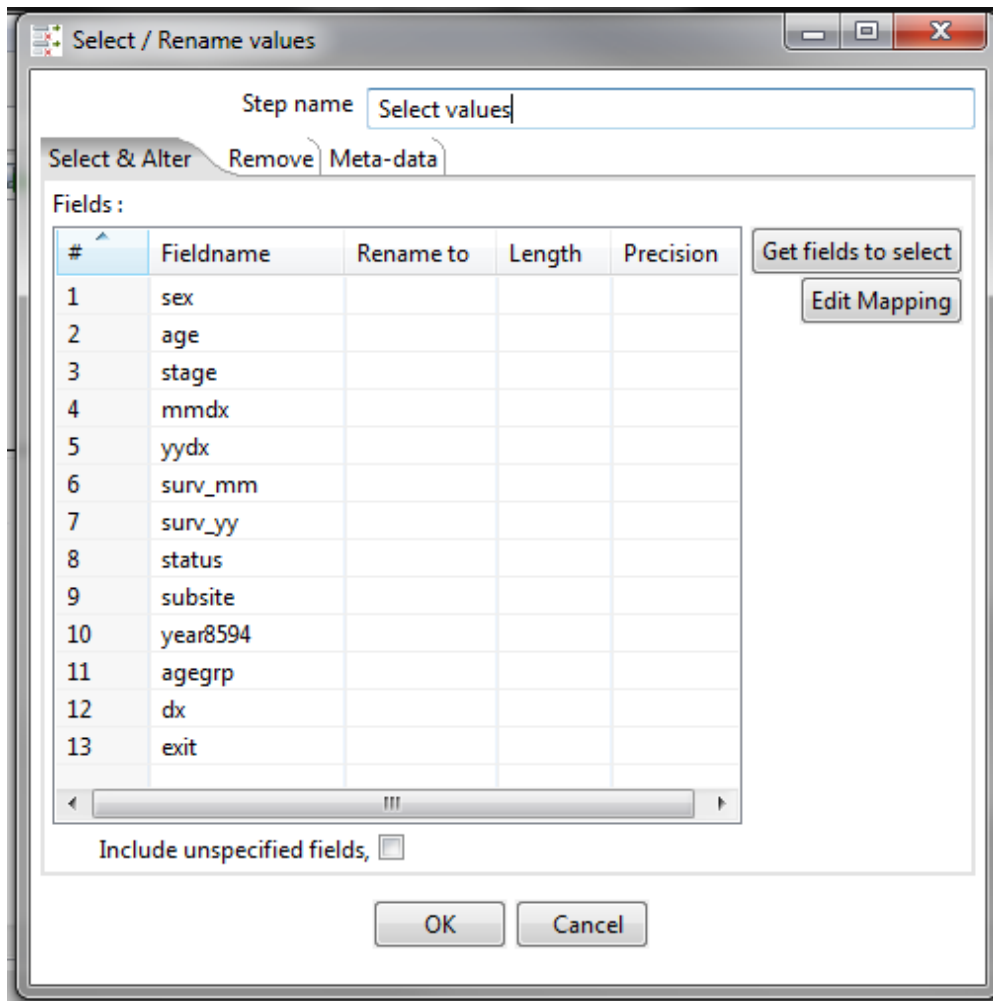 Select / Rename values
Step name Select values
Select & Alter Remove Meta-data
Fields :
# Fieldname Rename to Length Precision Get fields to select
1 sex Edit Mapping
2 age
3 stage
4 mmdx
5 yydx
6 surv_mm
7 surv_yy
8 status
9 subsite
10 year8594
11 agegrp
12 dx
13 exit
Include unspecified fields,
OK Cancel